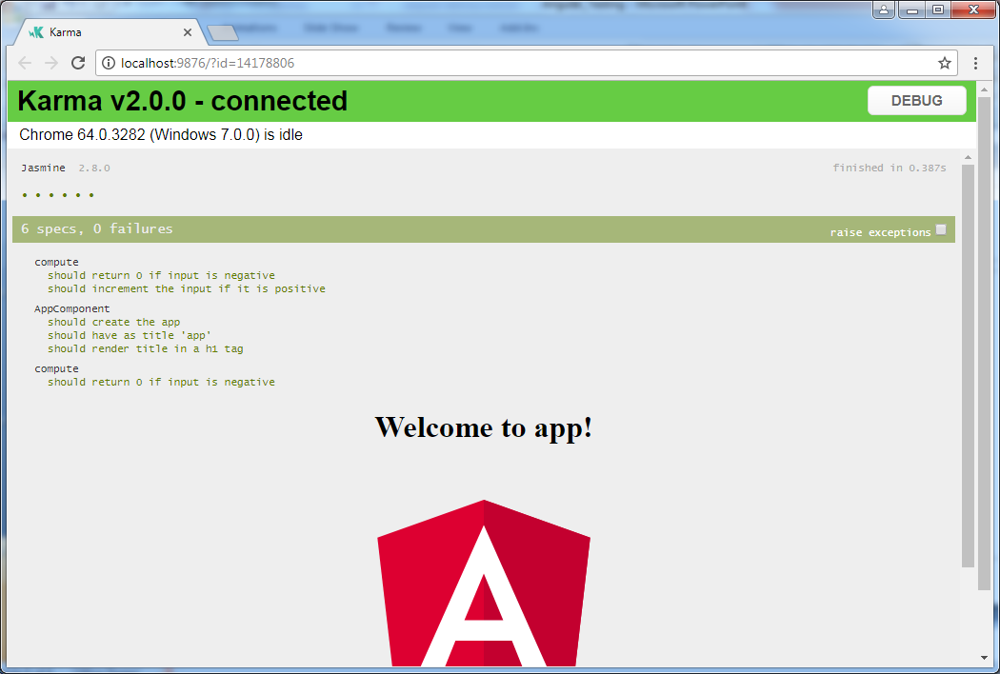 Karma
localhost:9876/?id=14178806
Karma v2.0.0 - connected
DEBUG
Chrome 64.0.3282 (Windows 7.0.0) is idle
Jasmine 2.8.0
finished in 0.387s
••••••
6 specs, 0 failures
raise exceptions
compute
should return 0 if input is negative
should increment the input if it is positive
AppComponent
should create the app
should have as title 'app'
should render title in a h1 tag
compute
should return 0 if input is negative
Welcome to app!
A